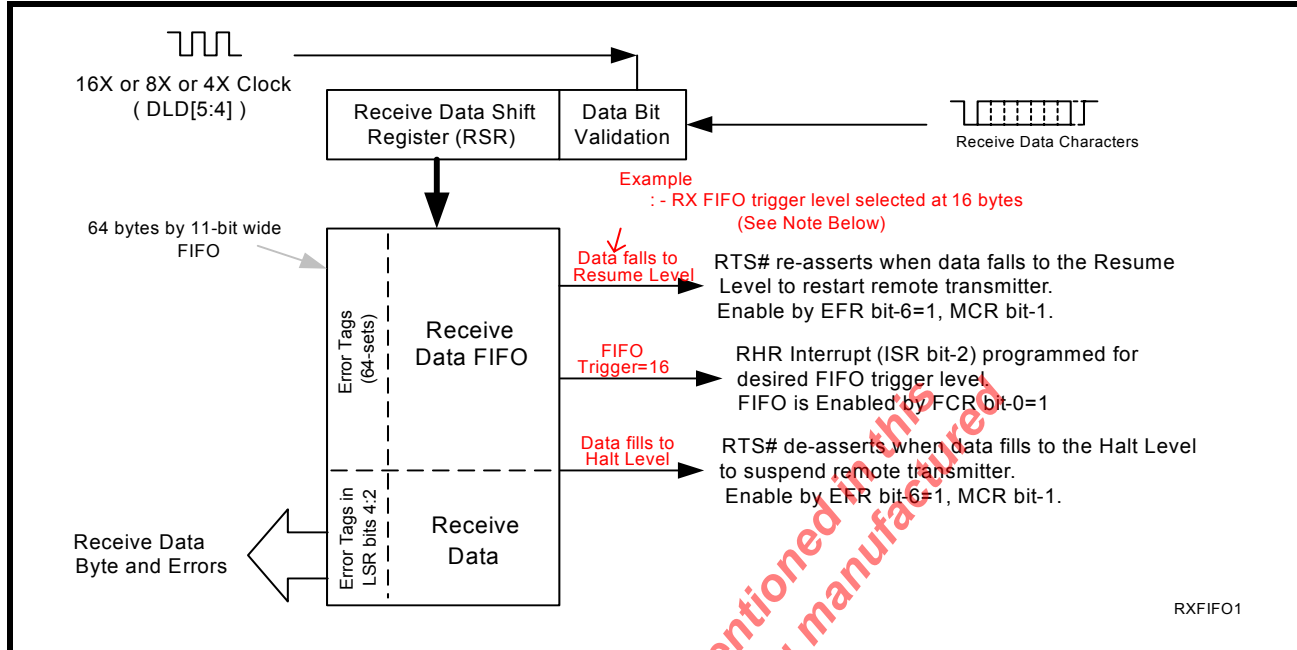 16X or 8X or 4X Clock
( DLD[5:4] )
Receive Data Shift
Register (RSR)
Data Bit
Validation
Receive Data Characters
Example
: - RX FIFO trigger level selected at 16 bytes
(See Note Below)
64 bytes by 11-bit wide
FIFO
Data falls to
Resume Level
RTS# re-asserts when data falls to the Resume
Level to restart remote transmitter.
Enable by EFR bit-6=1, MCR bit-1.
Error Tags
(64-sets)
Receive
Data FIFO
FIFO
Trigger=16
RHR Interrupt (ISR bit-2) programmed for
desired FIFO trigger level.
FIFO is Enabled by FCR bit-0=1
Data fills to
Halt Level
RTS# de-asserts when data fills to the Halt Level
to suspend remote transmitter.
Enable by EFR bit-6=1, MCR bit-1.
Receive Data
Byte and Errors
Error Tags in
LSR bits 4:2
Receive
Data
RXFIFO1
mentioned in this
manufactured